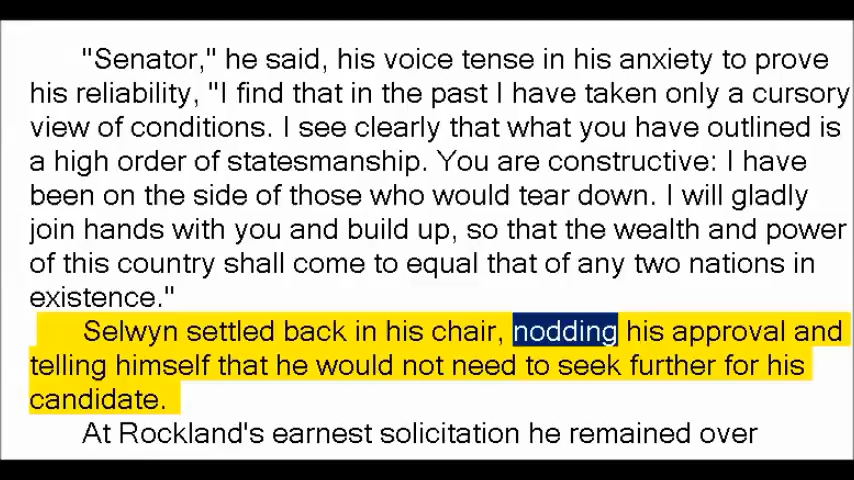 "Senator," he said, his voice tense in his anxiety to prove
his reliability, "I find that in the past I have taken only a cursory
view of conditions. I see clearly that what you have outlined is
a high order of statesmanship. You are constructive: I have
been on the side of those who would tear down. I will gladly
join hands with you and build up, so that the wealth and power
of this country shall come to equal that of any two nations in
existence."
Selwyn settled back in his chair, nodding his approval and
telling himself that he would not need to seek further for his
candidate.
At Rockland's earnest solicitation he remained over